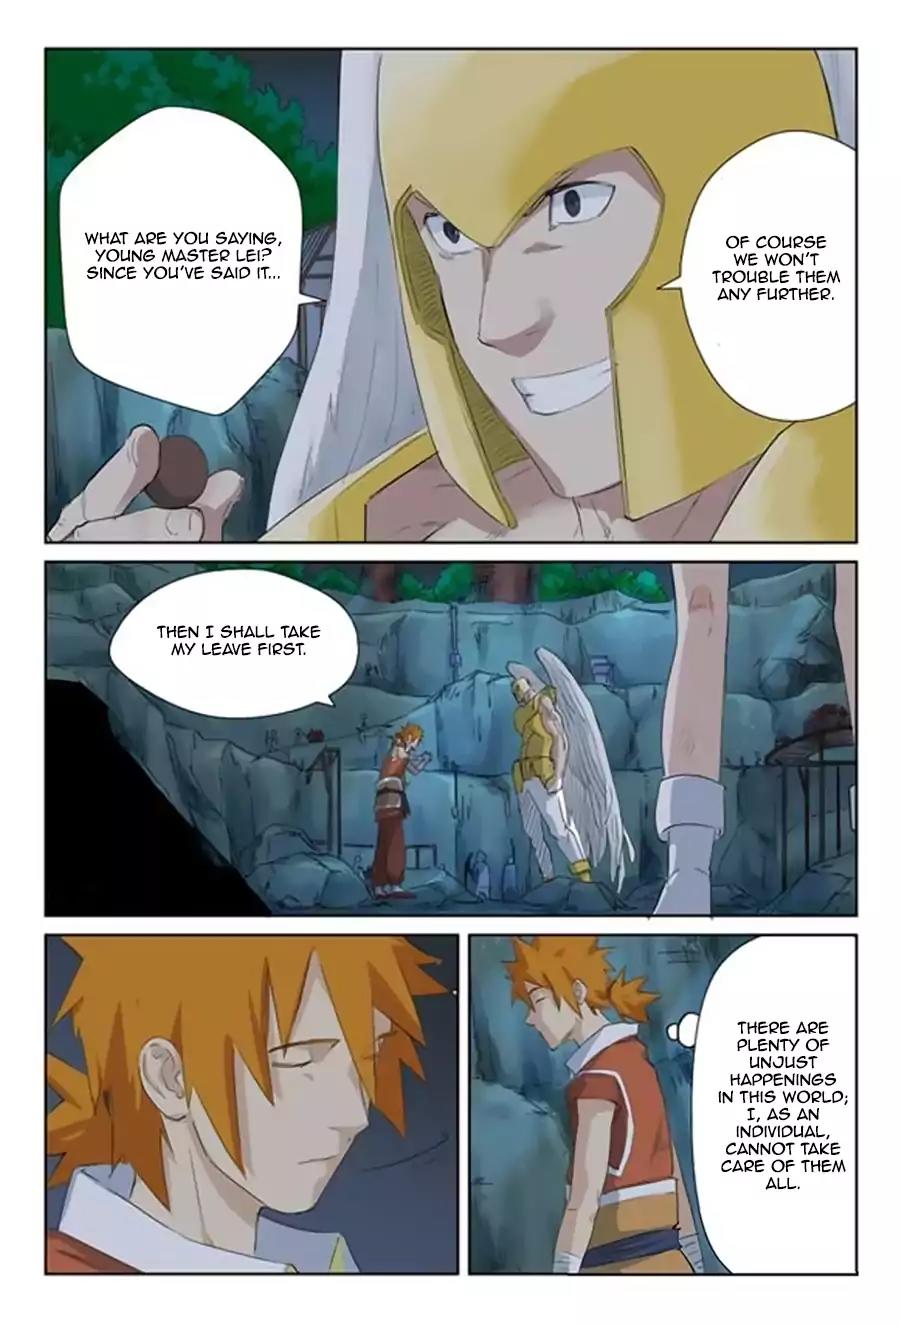 WHAT ARE YOU SAYING,
YOUNG MASTER LEI?
SINCE YOU'VE SAID IT...
OF COURSE
WE WON'T
TROUBLE THEM
ANY FURTHER.
THEN I SHALL TAKE
MY LEAVE FIRST.
THERE ARE
PLENTY OF
UNJUST
HAPPENINGS
IN THIS WORLD;
I, AS AN
INDIVIDUAL,
CANNOT TAKE
CARE OF THEM
ALL.